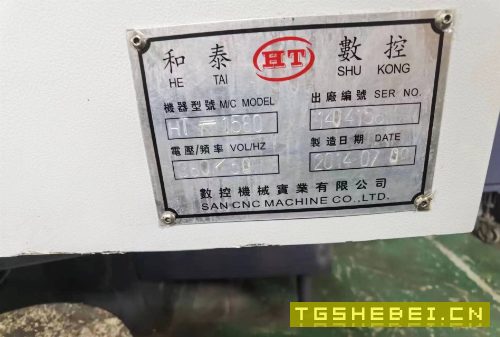 和泰 HT 數控
HE TAI SHU KONG
機器型號 M/C MODEL 出廠編號 SER NO.
電壓/頻率 VOL/HZ 製造日期 DATE
數控機械實業有限公司
SAN CNC MACHINE CO.,LTD.
TGSHEBEI.CN